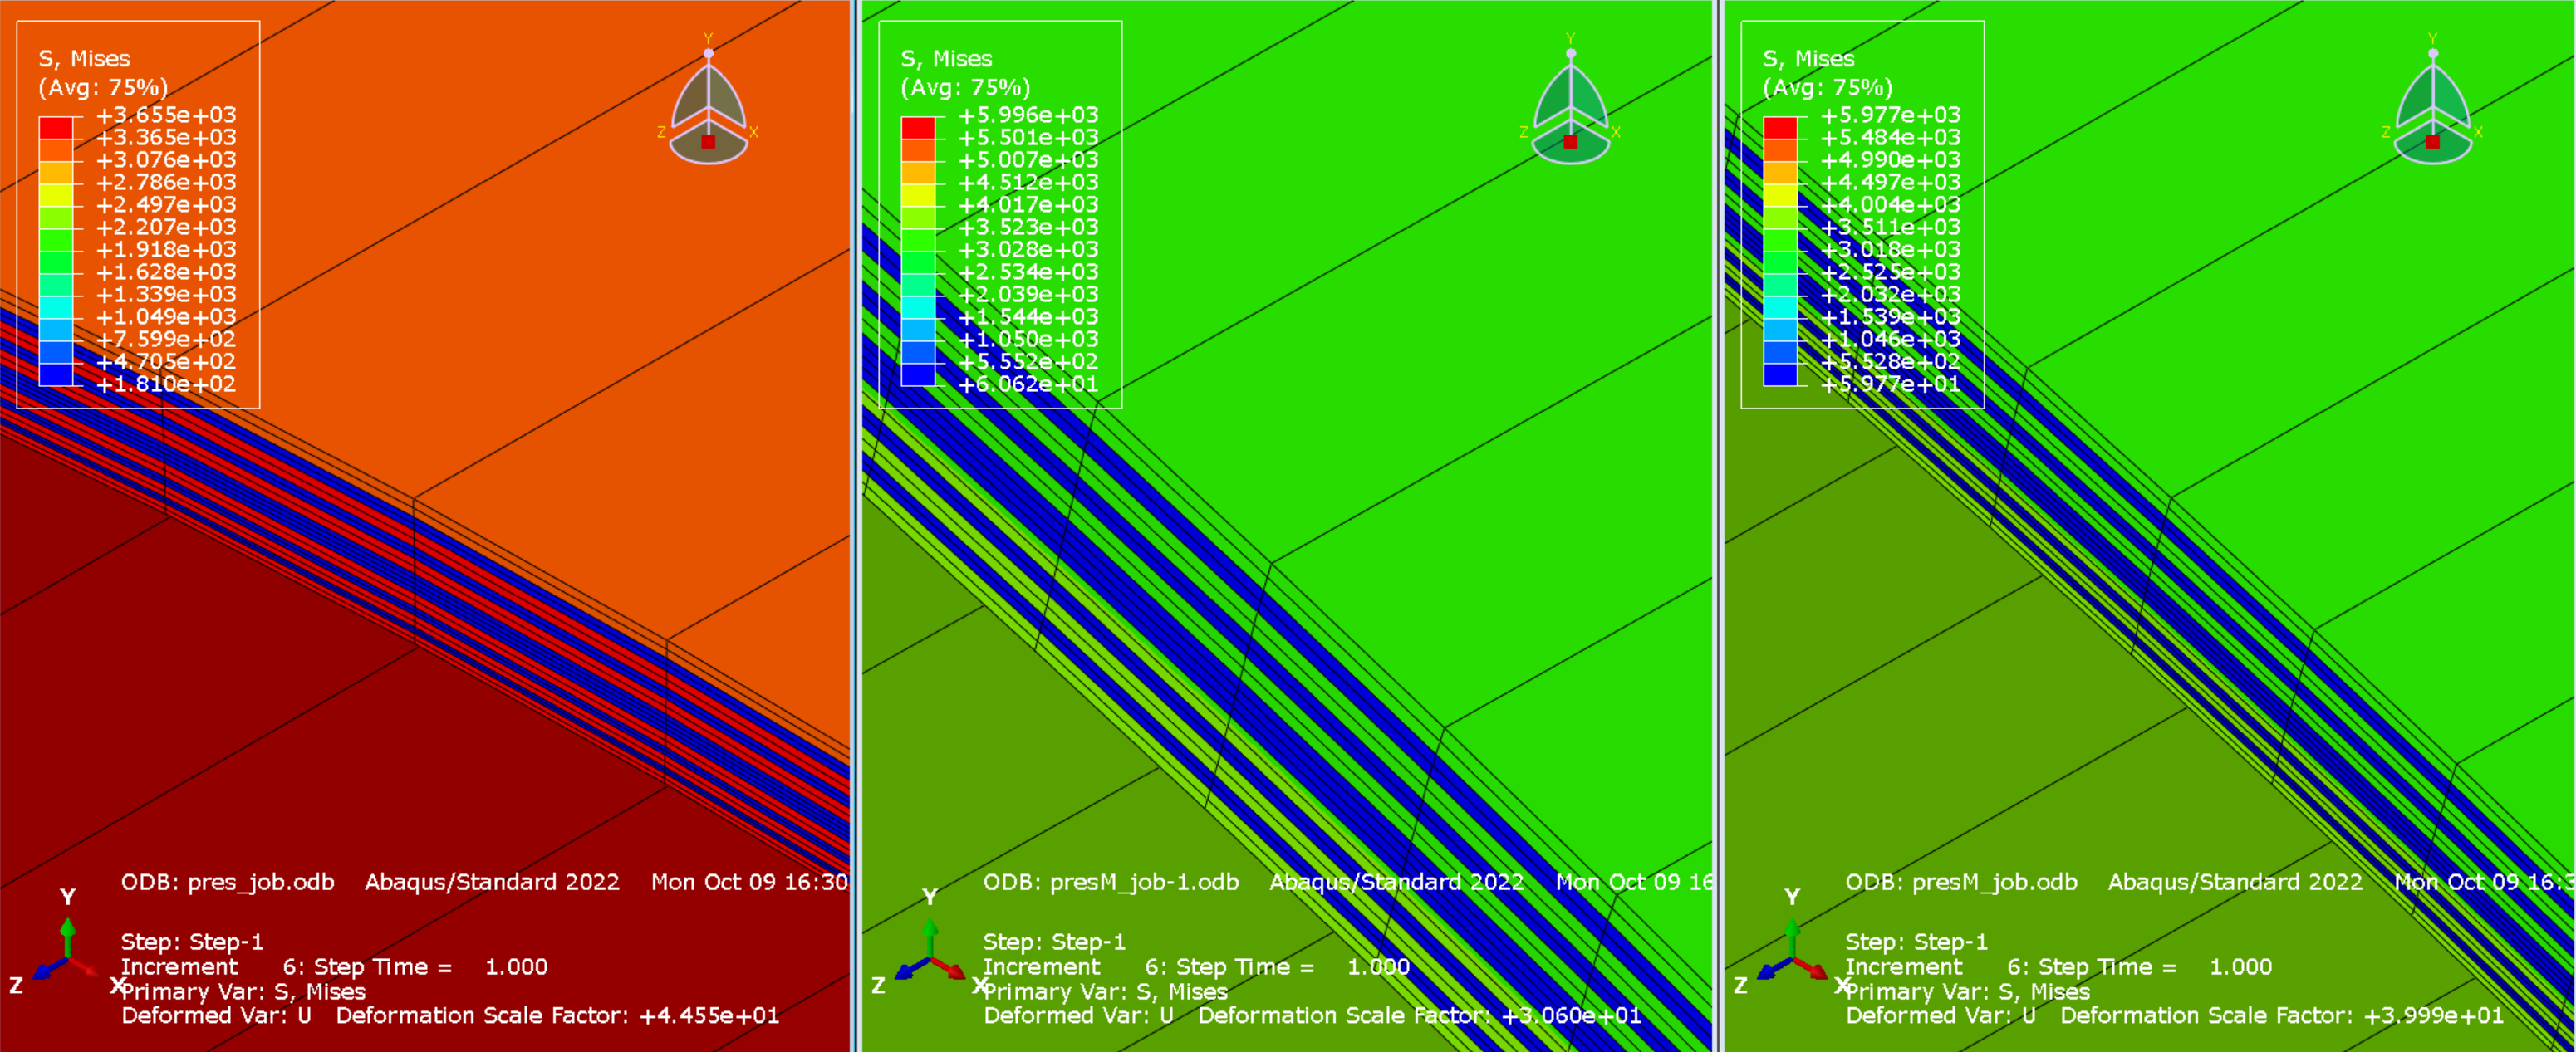 S, Mises
(Avg: 75%)
+3.655e+03
+3.365e+03
+3.076e+03
+2.786e+03
+2.497e+03
+2.207e+03
+1.918e+03
+1.628e+03
+1.339e+03
+1.049e+03
+7.599e+02
+4.705e+02
+1.810e+02
Y
Z
X
ODB: pres_job.odb    Abaqus/Standard 2022    Mon Oct 09 16:30
Y
Z
X
Step: Step-1
Increment      6: Step Time =    1.000
Primary Var: S, Mises
Deformed Var: U   Deformation Scale Factor: +4.455e+01
S, Mises
(Avg: 75%)
+5.996e+03
+5.501e+03
+5.007e+03
+4.512e+03
+4.017e+03
+3.523e+03
+3.028e+03
+2.534e+03
+2.039e+03
+1.544e+03
+1.050e+03
+5.552e+02
+6.062e+01
Y
Z
X
ODB: presM_job-1.odb    Abaqus/Standard 2022    Mon Oct 09 16
Y
Z
X
Step: Step-1
Increment      6: Step Time =    1.000
Primary Var: S, Mises
Deformed Var: U   Deformation Scale Factor: +3.060e+01
S, Mises
(Avg: 75%)
+5.977e+03
+5.484e+03
+4.990e+03
+4.497e+03
+4.004e+03
+3.511e+03
+3.018e+03
+2.525e+03
+2.032e+03
+1.539e+03
+1.046e+03
+5.528e+02
+5.977e+01
Y
Z
X
ODB: presM_job.odb    Abaqus/Standard 2022    Mon Oct 09 16:3
Y
Z
X
Step: Step-1
Increment      6: Step Time =    1.000
Primary Var: S, Mises
Deformed Var: U   Deformation Scale Factor: +3.999e+01